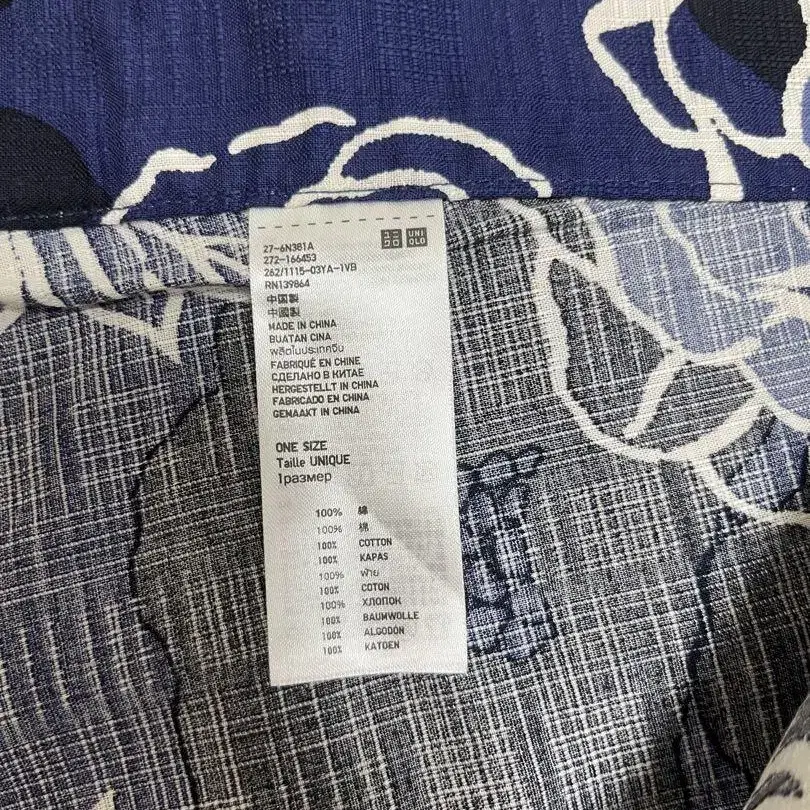 27-6N381A
272-166453
262/1115-03YA-1VB
RN139864
ユニ
クロ
UNI
QLO
中国製
中國製
MADE IN CHINA
BUATAN CINA
ผลิตในประเทศจีน
FABRIQUÉ EN CHINE
СДЕЛАНО В КИТАЕ
HERGESTELLT IN CHINA
FABRICADO EN CHINA
GEMAAKT IN CHINA
ONE SIZE
Taille UNIQUE
1размер
100% 綿
100% 棉
100% COTTON
100% KAPAS
100% ฝ้าย
100% COTON
100% ХЛОПОК
100% BAUMWOLLE
100% ALGODÓN
100% KATOEN